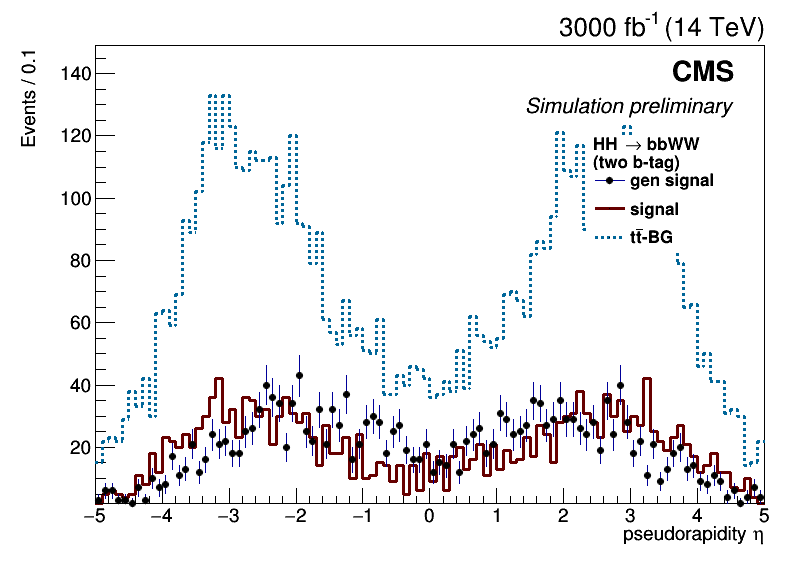 3000 fb⁻¹ (14 TeV)
CMS
Simulation preliminary
Events / 0.1
140
120
100
80
60
40
20
HH → bbWW
(two b-tag)
gen signal
signal
tt̄-BG
−5 −4 −3 −2 −1 0 1 2 3 4 5
pseudorapidity η